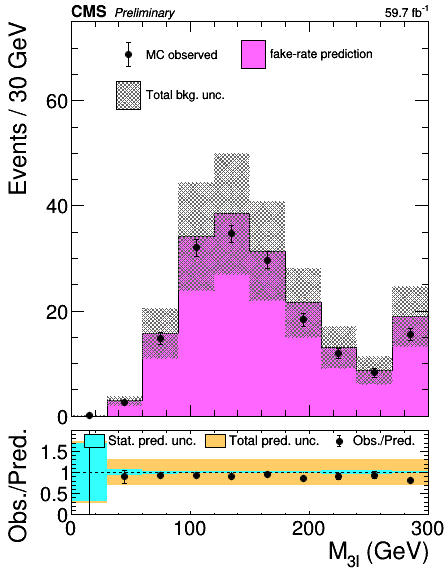 CMS Preliminary 59.7 fb⁻¹
Events / 30 GeV
MC observed fake-rate prediction
Total bkg. unc.
60
40
20
0
Obs./Pred.
Stat. pred. unc. Total pred. unc. Obs./Pred.
1.5
1
0.5
0
0 100 200 300
M3l (GeV)